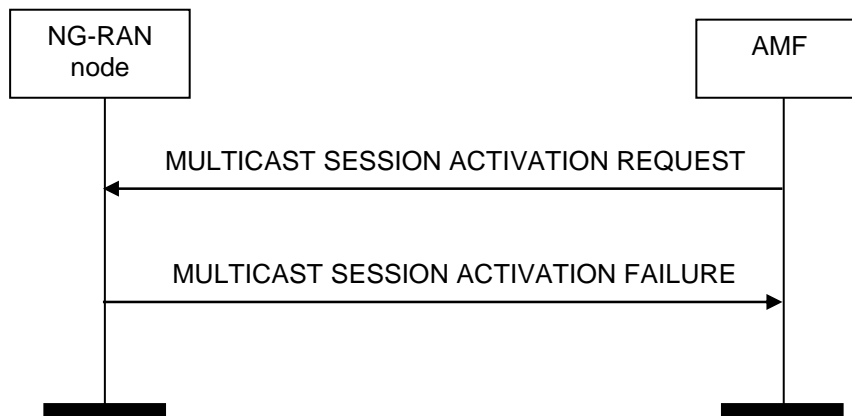 NG-RAN
node
AMF
MULTICAST SESSION ACTIVATION REQUEST
MULTICAST SESSION ACTIVATION FAILURE